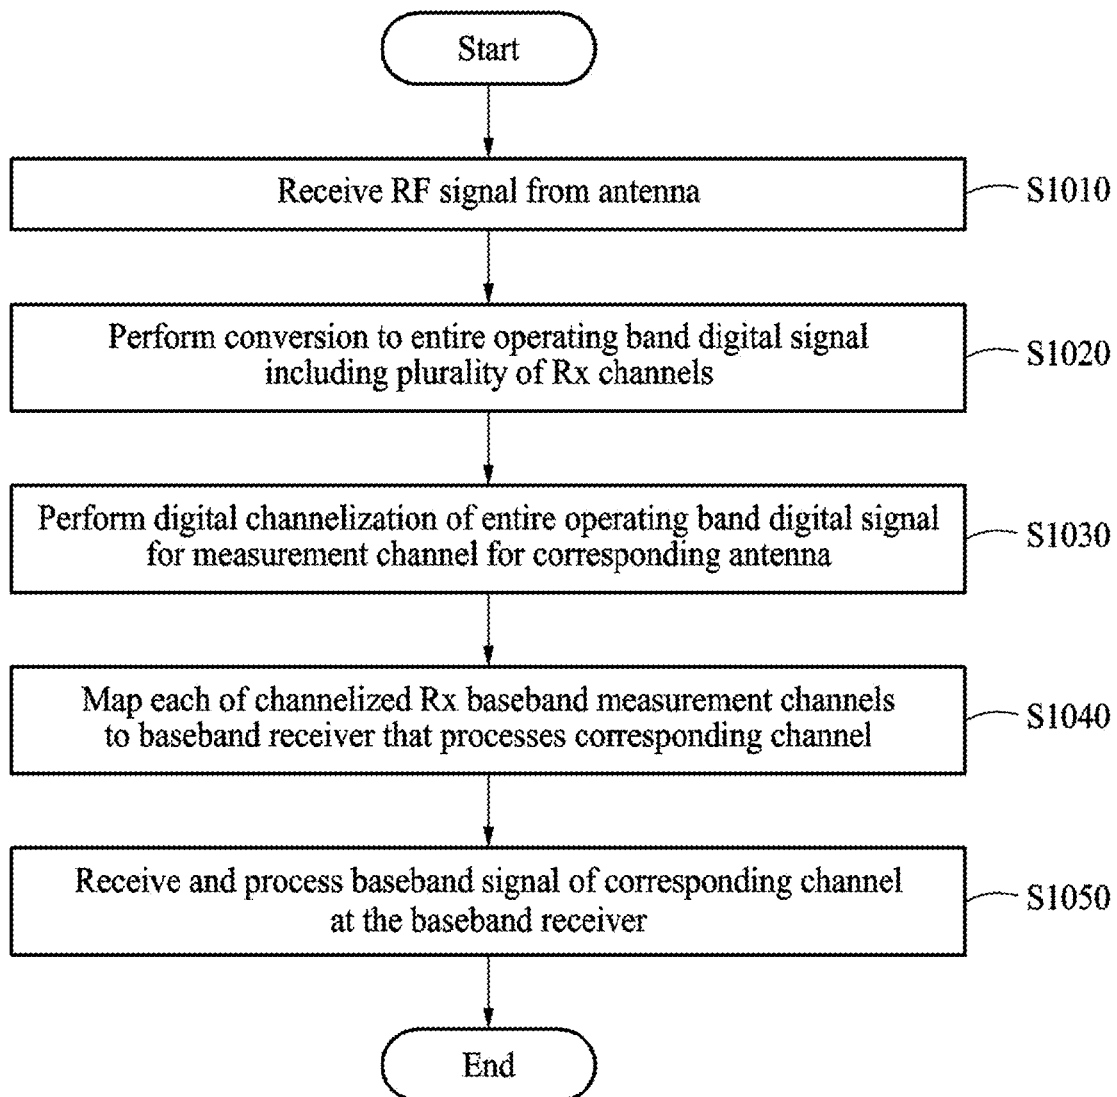 Start
Receive RF signal from antenna
S1010
Perform conversion to entire operating band digital signal
including plurality of Rx channels
S1020
Perform digital channelization of entire operating band digital signal
for measurement channel for corresponding antenna
S1030
Map each of channelized Rx baseband measurement channels
to baseband receiver that processes corresponding channel
S1040
Receive and process baseband signal of corresponding channel
at the baseband receiver
S1050
End